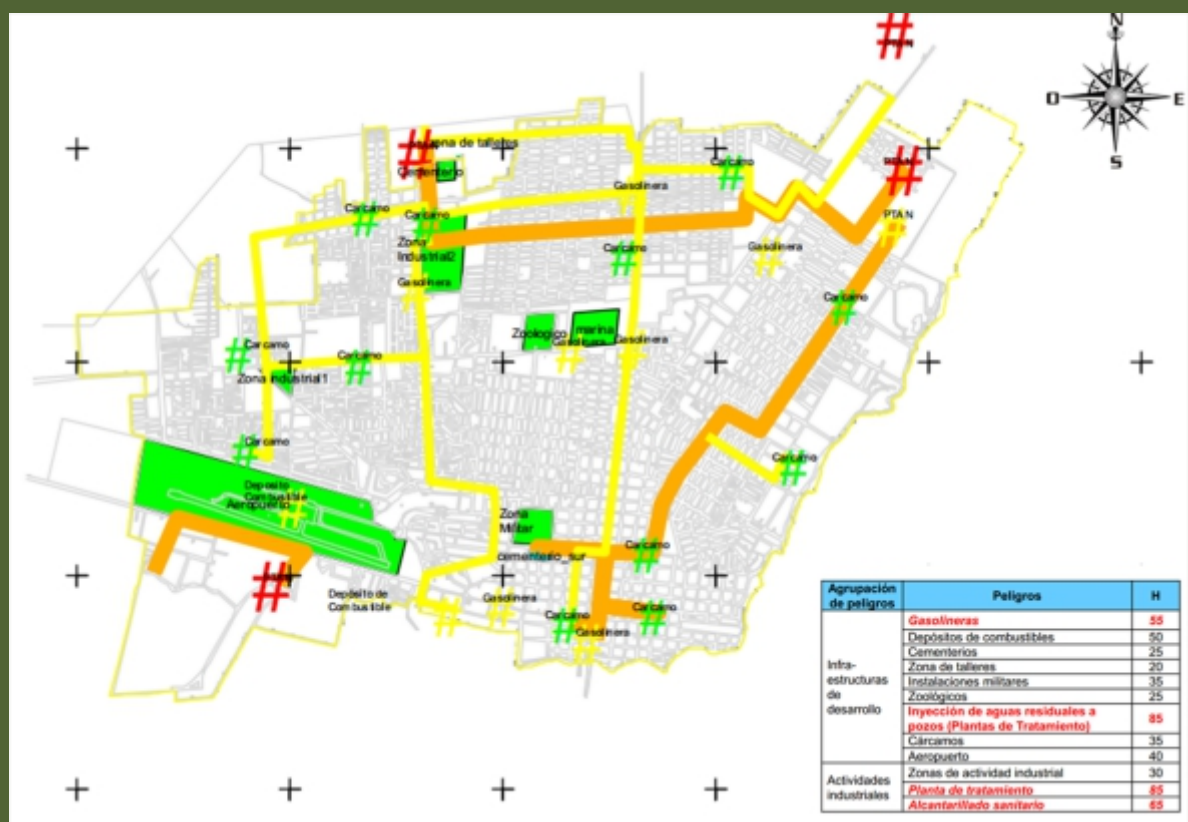 N
PTAN
O E
S
zona de talleres
PTAN
Cementerio
Carcamo
PTAN
Gasolinera
Carcamo
Carcamo
PTAN
Zona
Industrial2
Carcamo
Gasolinera
Gasolinera
Carcamo
Zoologico
marina
Gasolinera
Gasolinera
Carcamo
Carcamo
Zona Industrial1
Carcamo
Carcamo
Deposito
Combustible
Aeropuerto
Zona
Militar
cementerio_sur
Carcamo
Depósito de
Combustible
Gasolinera
Carcamo
Carcamo
Gasolinera
Agrupación de peligros Peligros H
Infra-estructuras de desarrollo
Gasolineras 55
Depósitos de combustibles 50
Cementerios 25
Zona de talleres 20
Instalaciones militares 35
Zoológicos 25
Inyección de aguas residuales a
pozos (Plantas de Tratamiento) 85
Cárcamos 35
Aeropuerto 40
Actividades industriales
Zonas de actividad industrial 30
Planta de tratamiento 85
Alcantarillado sanitario 65